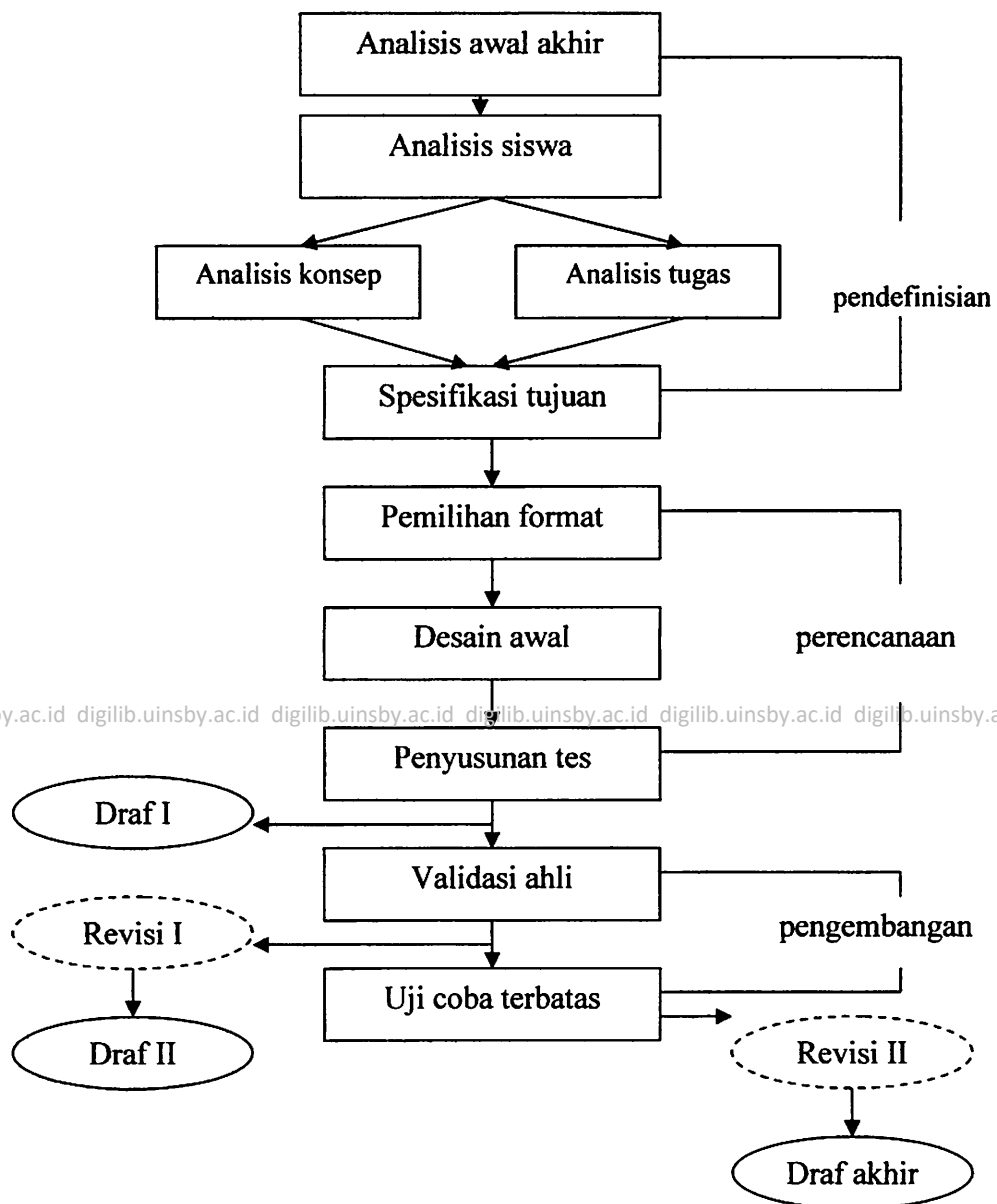 Analisis awal akhir
Analisis siswa
Analisis konsep
Analisis tugas
pendefinisian
Spesifikasi tujuan
Pemilihan format
Desain awal
perencanaan
y.ac.id digilib.uinsby.ac.id digilib.uinsby.ac.id digilib.uinsby.ac.id digilib.uinsby.ac.id digilib.uinsby.a
Penyusunan tes
Draf I
Validasi ahli
Revisi I
pengembangan
Uji coba terbatas
Draf II
Revisi II
Draf akhir